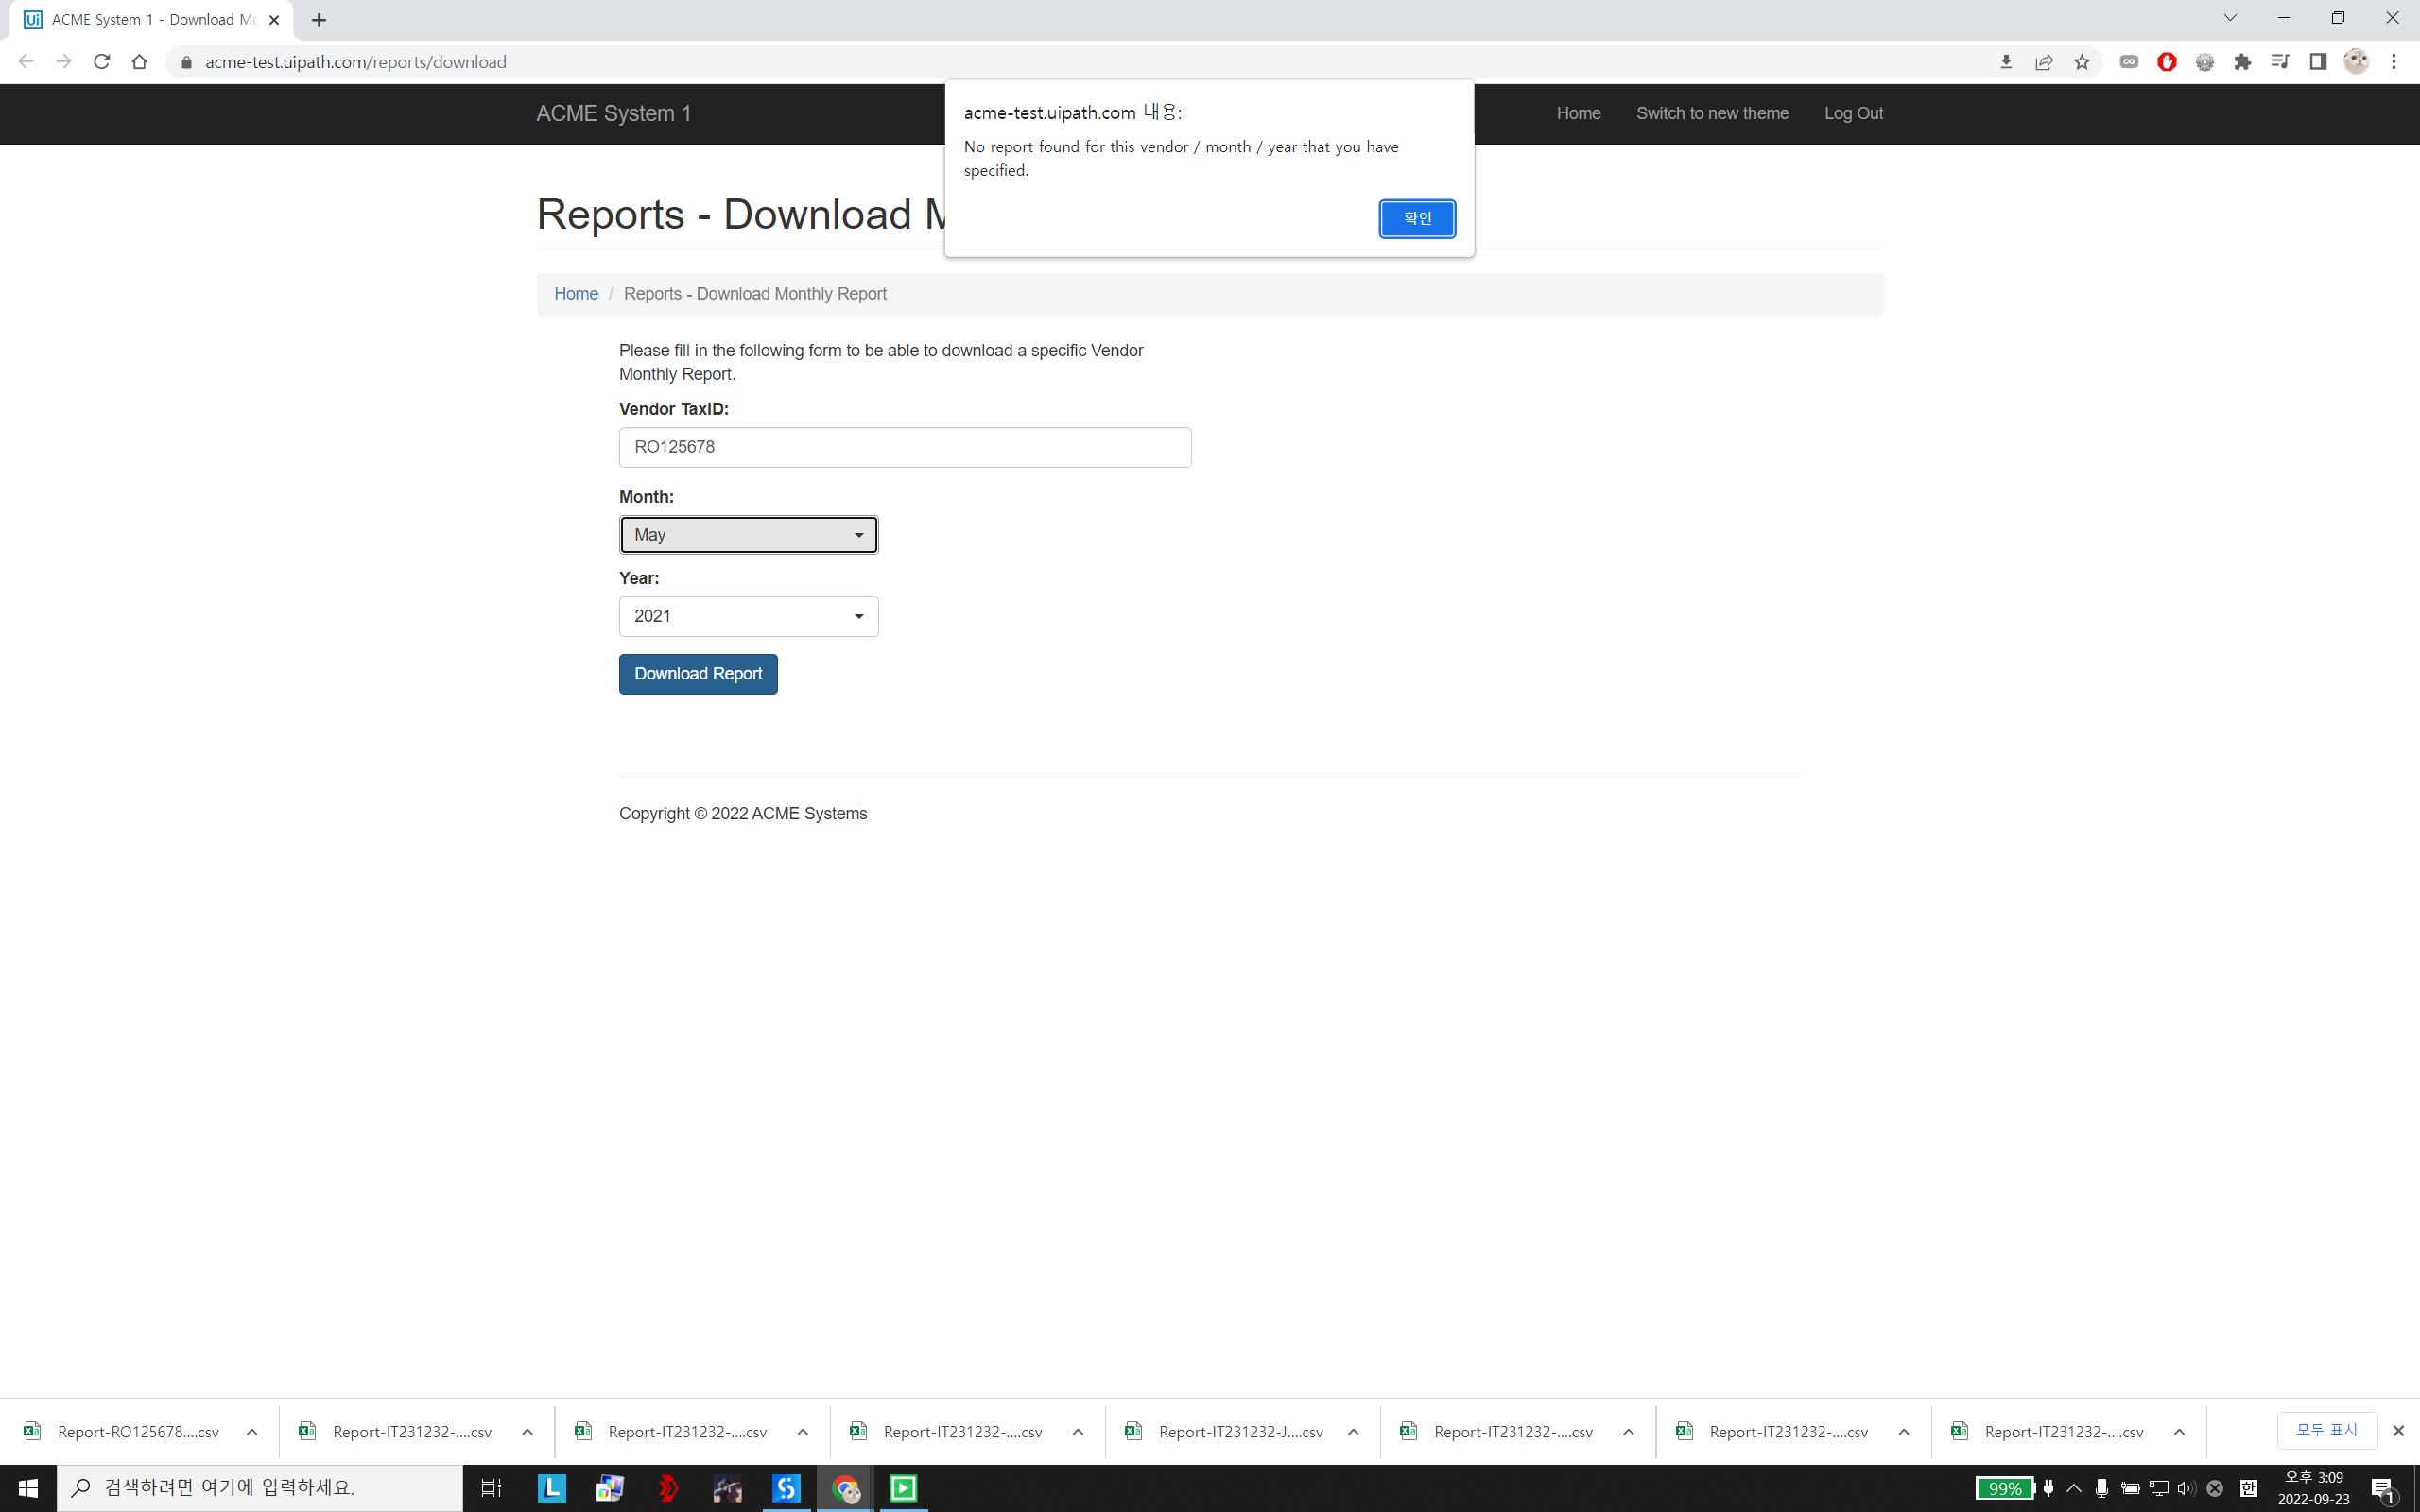 ACME System 1 - Download Mo
acme-test.uipath.com/reports/download
ACME System 1
Home
Switch to new theme
Log Out
acme-test.uipath.com 내용:
No report found for this vendor / month / year that you have
specified.
확인
Reports - Download M
Home / Reports - Download Monthly Report
Please fill in the following form to be able to download a specific Vendor
Monthly Report.
Vendor TaxID:
RO125678
Month:
May
Year:
2021
Download Report
Copyright © 2022 ACME Systems
Report-RO125678....csv
Report-IT231232-....csv
Report-IT231232-....csv
Report-IT231232-....csv
Report-IT231232-J....csv
Report-IT231232-....csv
Report-IT231232-....csv
Report-IT231232-....csv
모두 표시
검색하려면 여기에 입력하세요.
99%
한
오후 3:09
2022-09-23
1